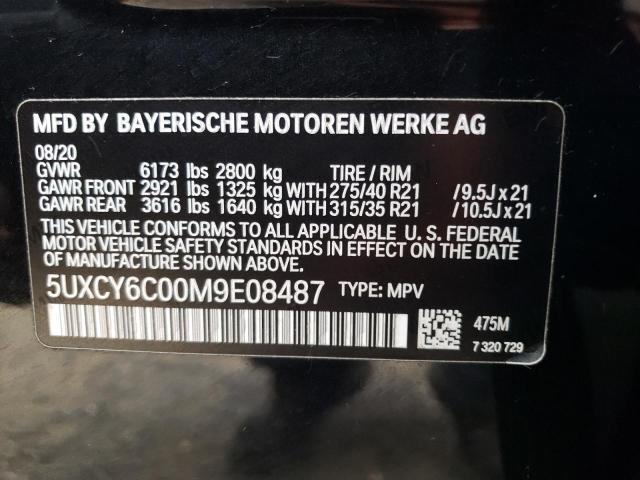 MFD BY BAYERISCHE MOTOREN WERKE AG
08/20
GVWR 6173 lbs 2800 kg TIRE / RIM
GAWR FRONT 2921 lbs 1325 kg WITH 275/40 R21 /9.5J x 21
GAWR REAR 3616 lbs 1640 kg WITH 315/35 R21 /10.5J x 21
THIS VEHICLE CONFORMS TO ALL APPLICABLE U. S. FEDERAL
MOTOR VEHICLE SAFETY STANDARDS IN EFFECT ON THE DATE
OF MANUFACTURE SHOWN ABOVE.
5UXCY6C00M9E08487 TYPE: MPV
475M
7 320 729